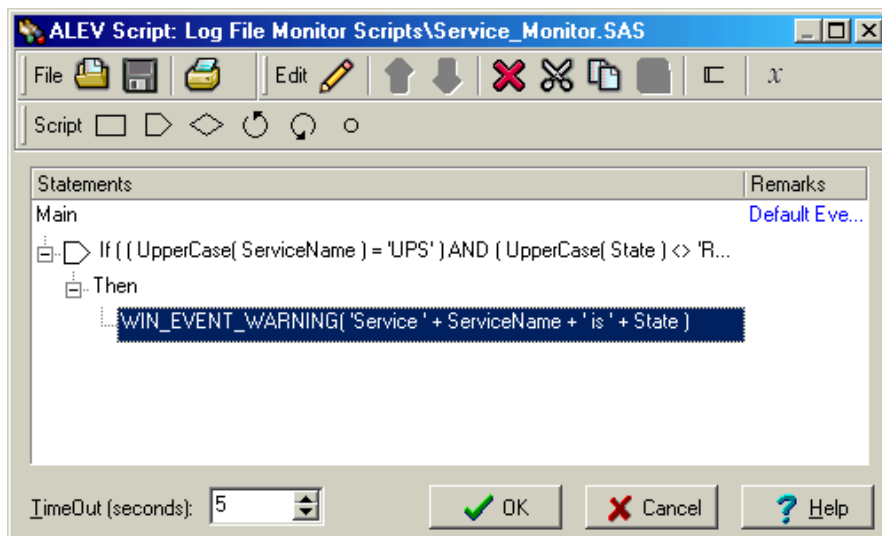 ALEV Script: Log File Monitor Scripts\Service_Monitor.SAS
File Edit x
Script
Statements Remarks
Main Default Eve...
If ( ( UpperCase( ServiceName ) = 'UPS' ) AND ( UpperCase( State ) <> 'R...
Then
WIN_EVENT_WARNING( 'Service ' + ServiceName + ' is ' + State )
TimeOut (seconds): 5 OK Cancel ? Help